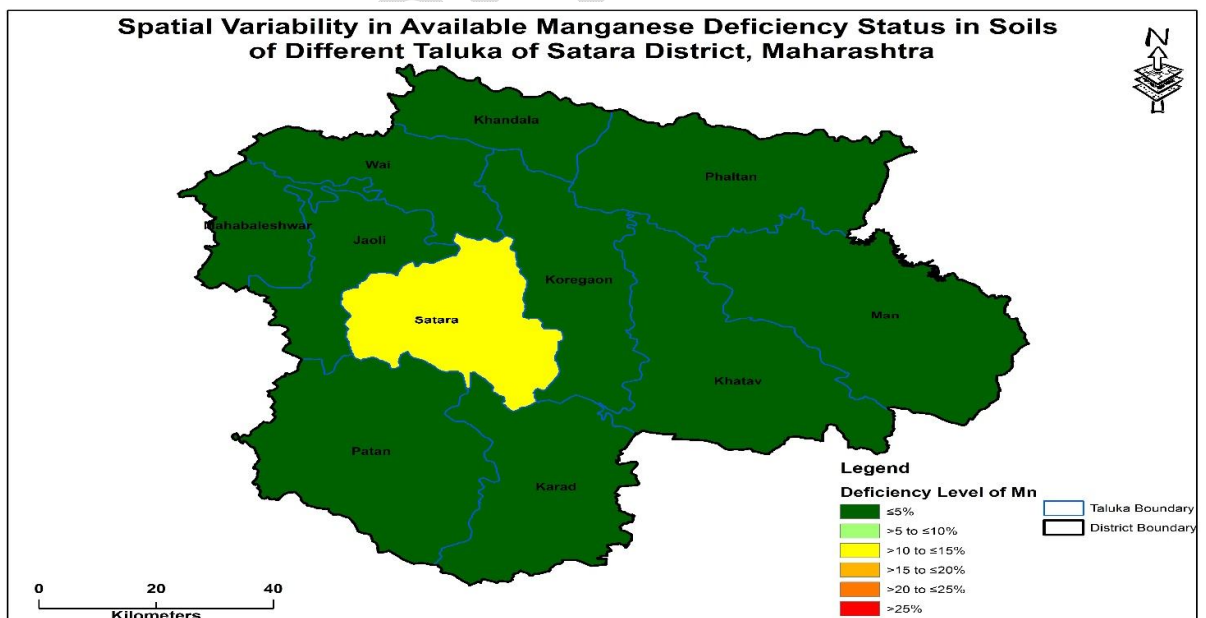 Spatial Variability in Available Manganese Deficiency Status in Soils
of Different Taluka of Satara District, Maharashtra
N
Khandala
Wai
Phaltan
Mahabaleshwar
Jaoli
Koregaon
Satara
Man
Khatav
Patan
Karad
Legend
Deficiency Level of Mn
≤5%
>5 to ≤10%
>10 to ≤15%
>15 to ≤20%
>20 to ≤25%
>25%
Taluka Boundary
District Boundary
0 20 40
Kilometers